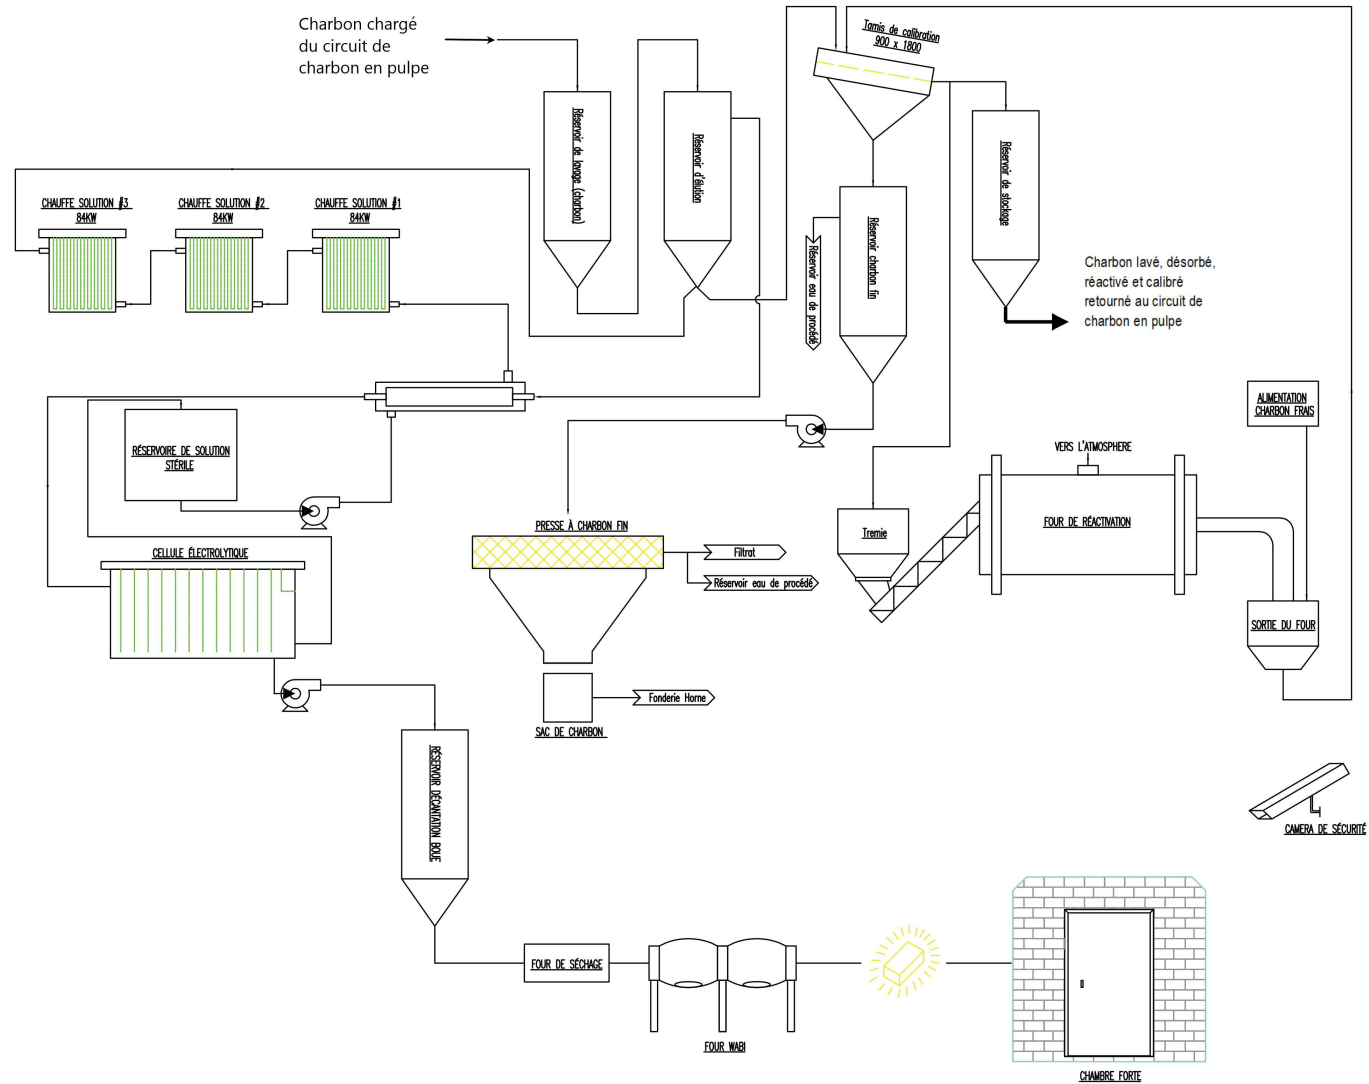 Charbon chargé
du circuit de
charbon en pulpe
Tamis de calibration
900 x 1800
Réservoir de lavage (charbon)
Réservoir d'élution
Réservoir de stockage
CHAUFFE SOLUTION #3
84KW
CHAUFFE SOLUTION #2
84KW
CHAUFFE SOLUTION #1
84KW
Réservoir charbon fin
Réservoir eau de procédé
Charbon lavé, désorbé,
réactivé et calibré
retourné au circuit de
charbon en pulpe
ALIMENTATION
CHARBON FRAIS
RÉSERVOIRE DE SOLUTION
STÉRILE
VERS L'ATMOSPHERE
FOUR DE RÉACTIVATION
PRESSE À CHARBON FIN
Tremie
CELLULE ÉLECTROLYTIQUE
Filtrat
Réservoir eau de procédé
SORTIE DU FOUR
Fonderie Horne
SAC DE CHARBON
RÉSERVOIR DÉCANTATION BOUE
CAMERA DE SÉCURITÉ
FOUR DE SÉCHAGE
FOUR WABI
CHAMBRE FORTE